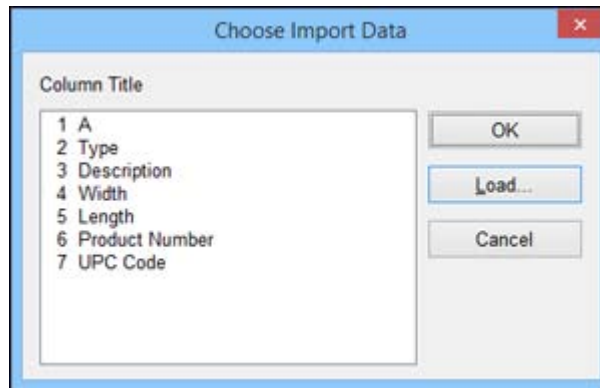 Choose Import Data
Column Title
1 A
2 Type
3 Description
4 Width
5 Length
6 Product Number
7 UPC Code
OK
Load...
Cancel